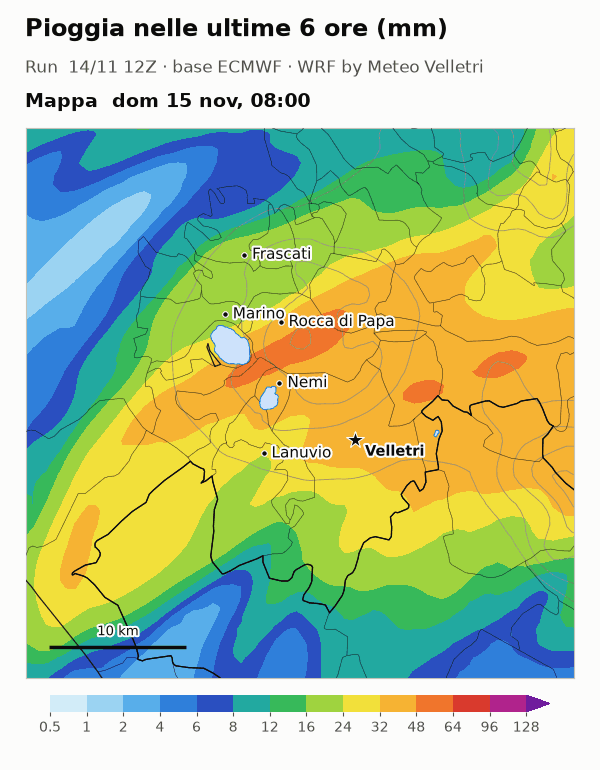 Pioggia nelle ultime 6 ore (mm)
Run  14/11 12Z · base ECMWF · WRF by Meteo Velletri
Mappa  dom 15 nov, 08:00
Frascati
Marino
Rocca di Papa
Nemi
Velletri
Lanuvio
10 km
0.5 1 2 4 6 8 12 16 24 32 48 64 96 128